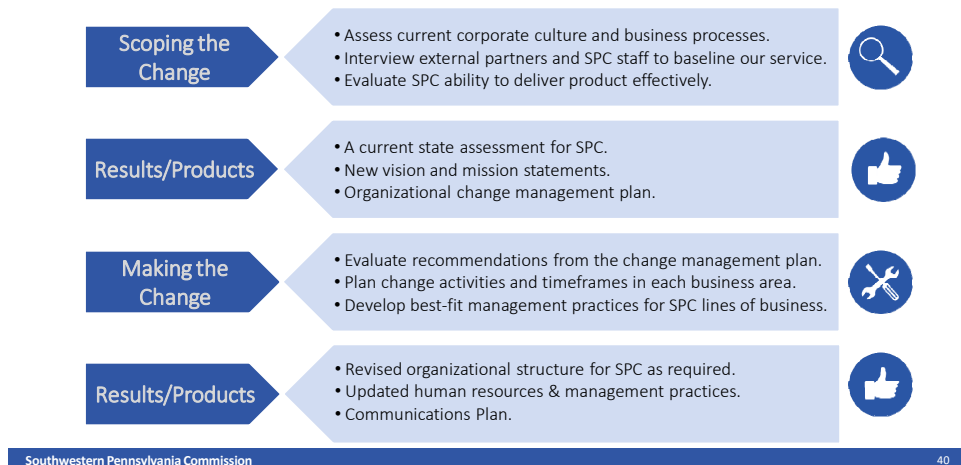 Scoping the
Change
• Assess current corporate culture and business processes.
• Interview external partners and SPC staff to baseline our service.
• Evaluate SPC ability to deliver product effectively.
Results/Products
• A current state assessment for SPC.
• New vision and mission statements.
• Organizational change management plan.
Making the
Change
• Evaluate recommendations from the change management plan.
• Plan change activities and timeframes in each business area.
• Develop best-fit management practices for SPC lines of business.
Results/Products
• Revised organizational structure for SPC as required.
• Updated human resources & management practices.
• Communications Plan.
Southwestern Pennsylvania Commission
40